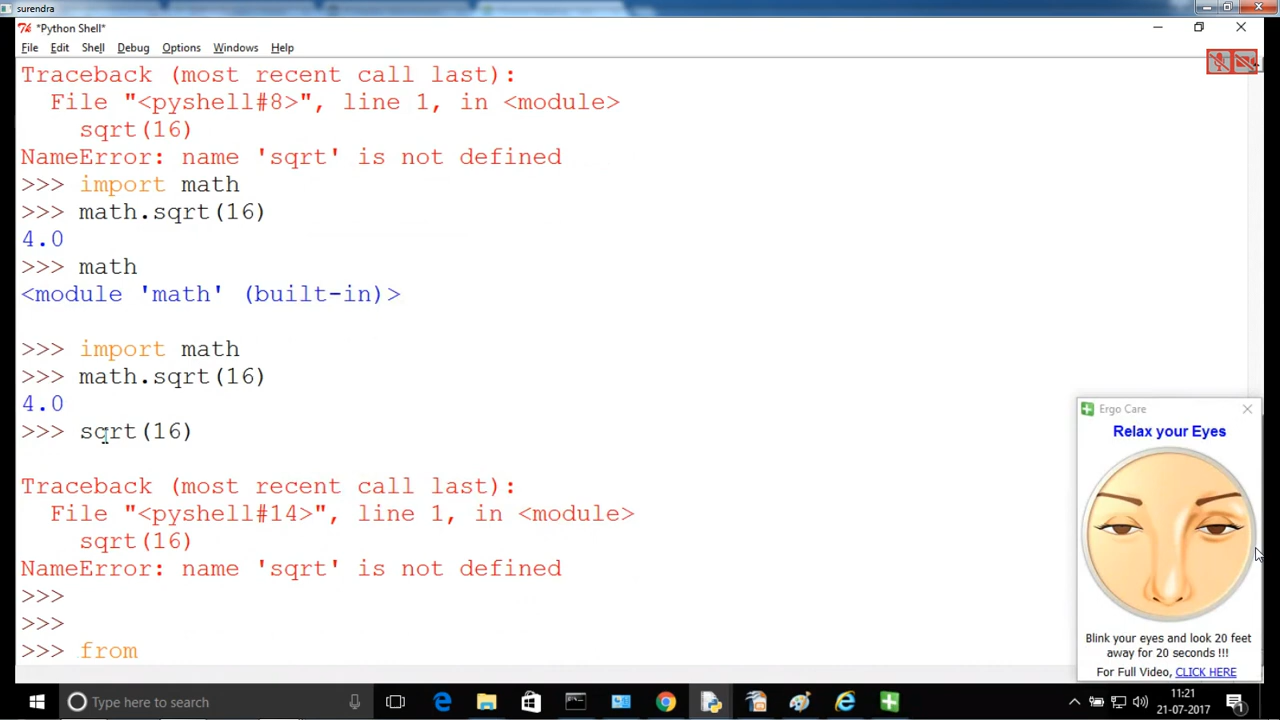 surendra
*Python Shell*
File Edit Shell Debug Options Windows Help
Traceback (most recent call last):
File "<pyshell#8>", line 1, in <module>
sqrt(16)
NameError: name 'sqrt' is not defined
>>> import math
>>> math.sqrt(16)
4.0
>>> math
<module 'math' (built-in)>
>>> import math
>>> math.sqrt(16)
4.0
>>> sqrt(16)
Traceback (most recent call last):
File "<pyshell#14>", line 1, in <module>
sqrt(16)
NameError: name 'sqrt' is not defined
>>>
>>>
>>> from
Ergo Care
Relax your Eyes
Blink your eyes and look 20 feet
away for 20 seconds !!!
For Full Video, CLICK HERE
Type here to search
11:21
21-07-2017
1